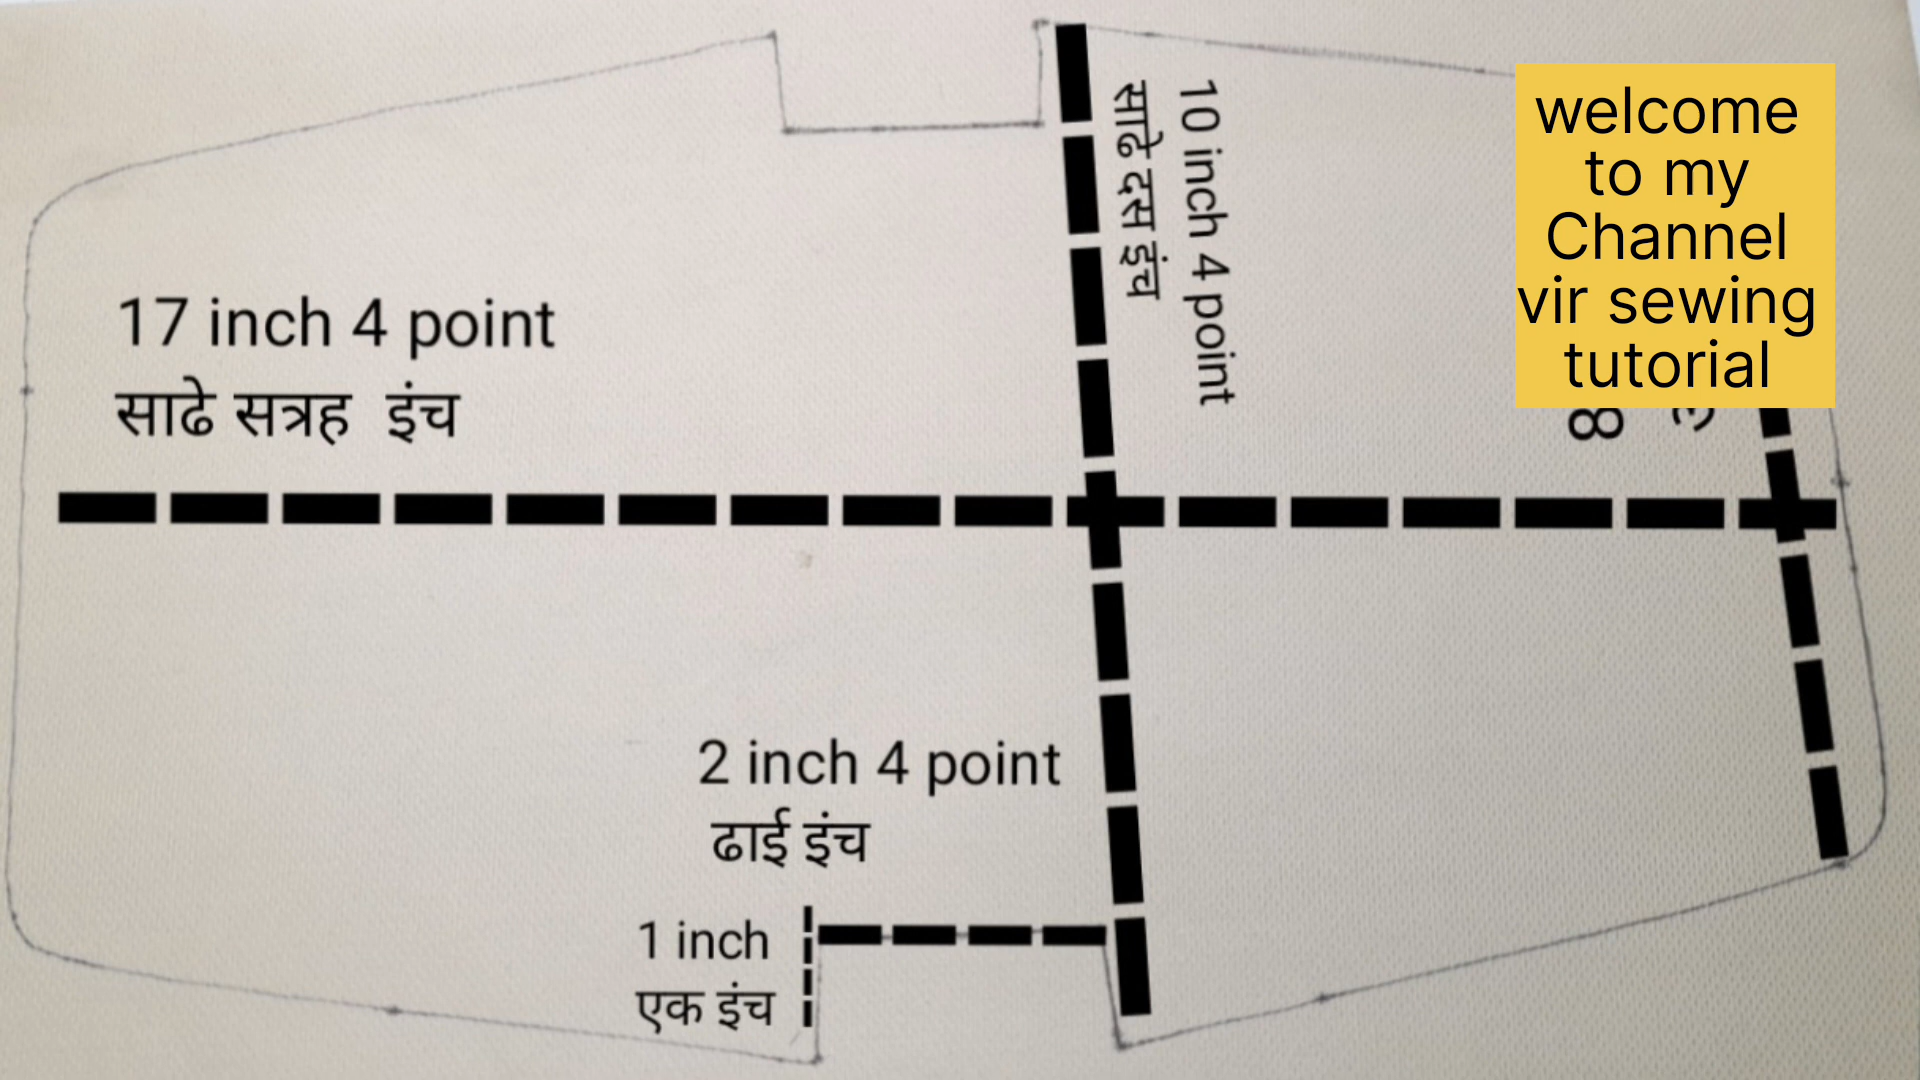 17 inch 4 point
साढे सत्रह इंच
10 inch 4 point
साढे दस इंच
welcome
to my
Channel
vir sewing
tutorial
8
2 inch 4 point
ढाई इंच
1 inch
एक इंच